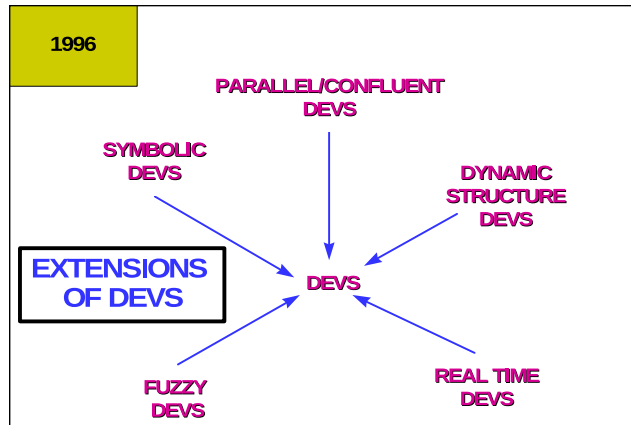 1996
PARALLEL/CONFLUENT
DEVS
SYMBOLIC
DEVS
DYNAMIC
STRUCTURE
DEVS
EXTENSIONS
OF DEVS
DEVS
FUZZY
DEVS
REAL TIME
DEVS